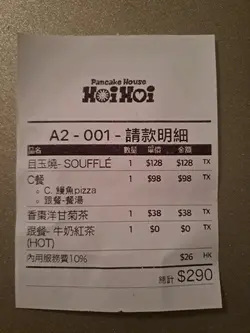 Pancake House
HoiHoi
A2 - 001 - 請款明細
品名 數量 單價 金額
目玉燒- SOUFFLÉ 1 $128 $128 TX
C餐 1 $98 $98 TX
○ C. 鰻魚pizza
○ 跟餐-餐湯
香棗洋甘菊茶 1 $38 $38 TX
跟餐- 牛奶紅茶 1 $0 $0 TX
(HOT)
內用服務費10% $26
總計 $290